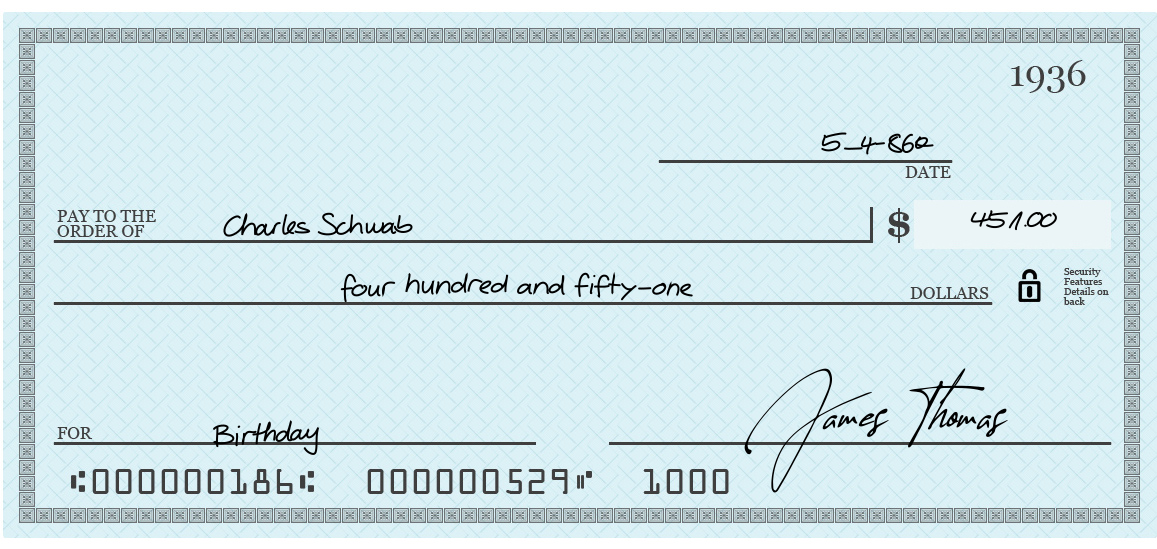 1936
5-4-860
DATE
PAY TO THE
ORDER OF Charles Schwab $ 451.00
four hundred and fifty-one DOLLARS
Security
Features
Details on
back
FOR Birthday James Thomas
⑆000000186⑆ 000000529⑈ 1000